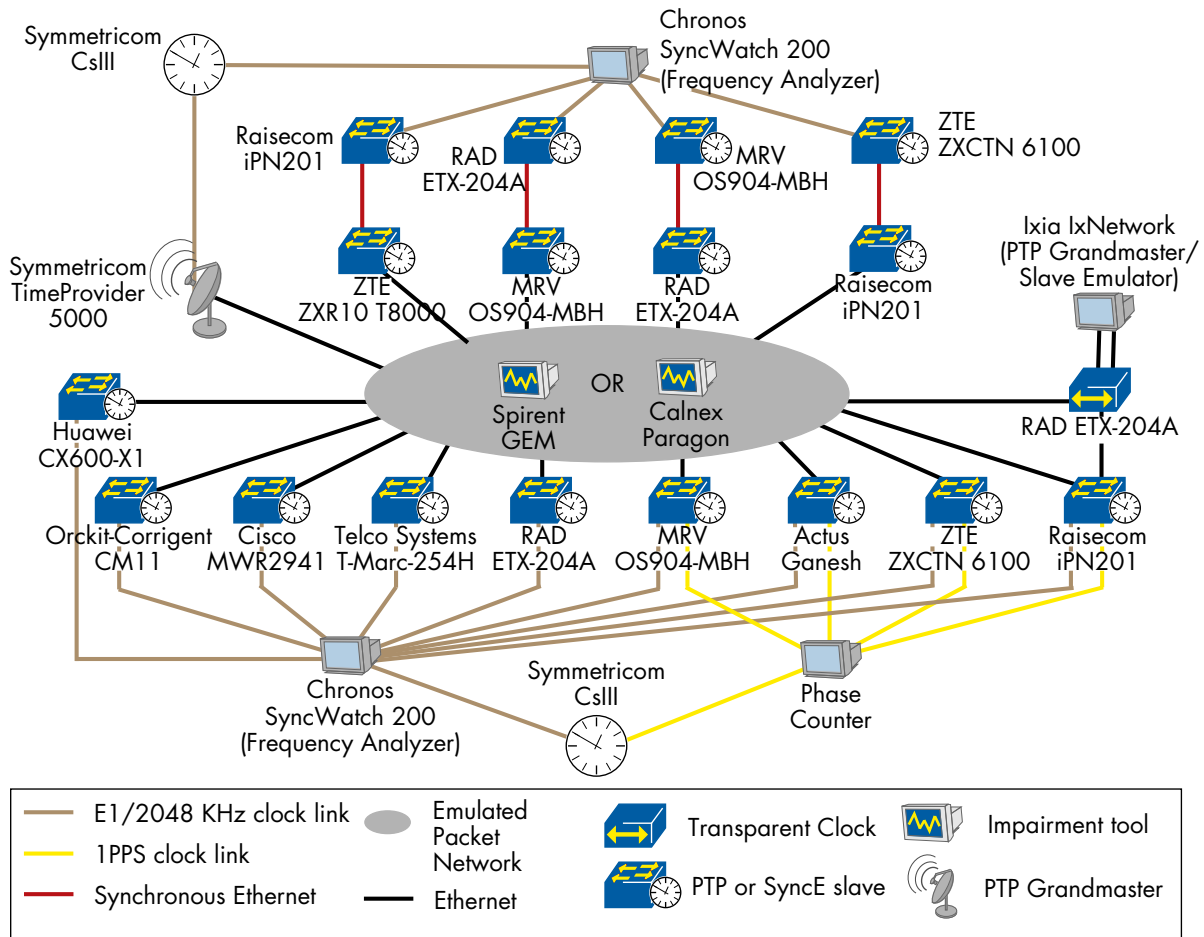 Symmetricom
CsIII
Chronos
SyncWatch 200
(Frequency Analyzer)
Raisecom
iPN201
RAD
ETX-204A
MRV
OS904-MBH
ZTE
ZXCTN 6100
Symmetricom
TimeProvider
5000
ZTE
ZXR10 T8000
MRV
OS904-MBH
RAD
ETX-204A
Raisecom
iPN201
Ixia IxNetwork
(PTP Grandmaster/
Slave Emulator)
Spirent
GEM
OR
Calnex
Paragon
Huawei
CX600-X1
RAD ETX-204A
Orckit-Corrigent
CM11
Cisco
MWR2941
Telco Systems
T-Marc-254H
RAD
ETX-204A
MRV
OS904-MBH
Actus
Ganesh
ZTE
ZXCTN 6100
Raisecom
iPN201
Chronos
SyncWatch 200
(Frequency Analyzer)
Symmetricom
CsIII
Phase
Counter
E1/2048 KHz clock link
1PPS clock link
Synchronous Ethernet
Emulated
Packet
Network
Ethernet
Transparent Clock
PTP or SyncE slave
Impairment tool
PTP Grandmaster